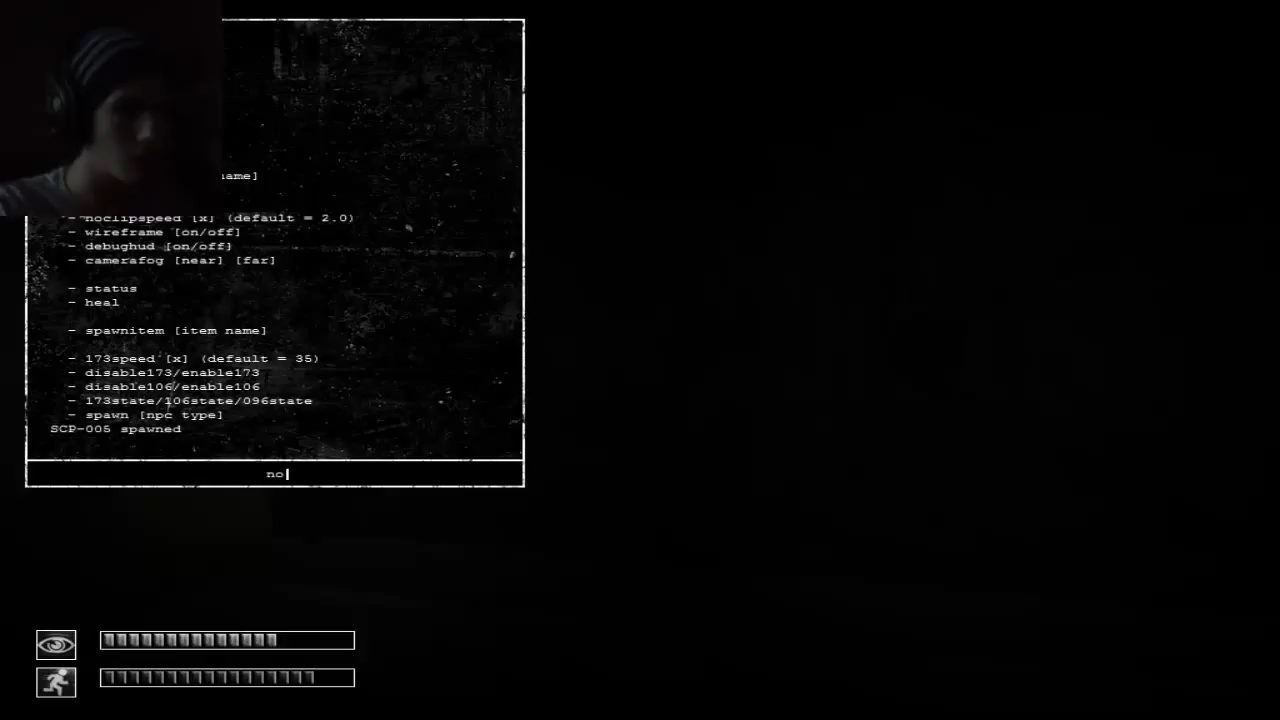 name]
- noclipspeed [x] (default = 2.0)
- wireframe [on/off]
- debughud [on/off]
- camerafog [near] [far]
- status
- heal
- spawnitem [item name]
- 173speed [x] (default = 35)
- disable173/enable173
- disable106/enable106
- 173state/106state/096state
- spawn [npc type]
SCP-005 spawned
no